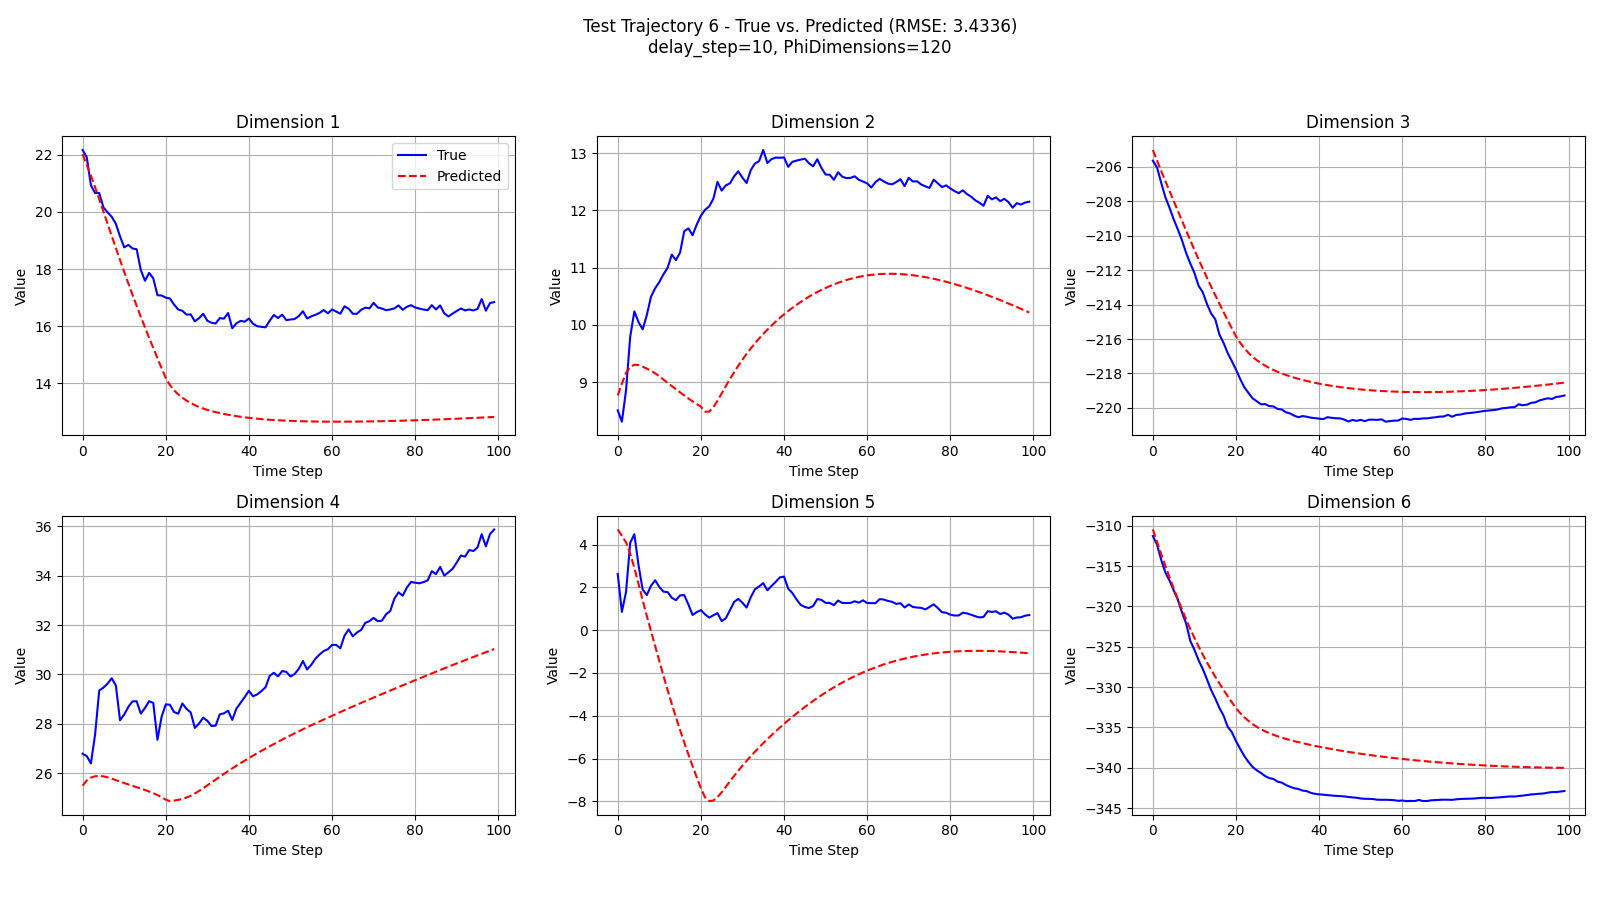 Test Trajectory 6 - True vs. Predicted (RMSE: 3.4336)
delay_step=10, PhiDimensions=120
Dimension 1
True
Predicted
Value
22
20
18
16
14
0 20 40 60 80 100
Time Step
Dimension 2
Value
13
12
11
10
9
0 20 40 60 80 100
Time Step
Dimension 3
Value
−206
−208
−210
−212
−214
−216
−218
−220
0 20 40 60 80 100
Time Step
Dimension 4
Value
36
34
32
30
28
26
0 20 40 60 80 100
Time Step
Dimension 5
Value
4
2
0
−2
−4
−6
−8
0 20 40 60 80 100
Time Step
Dimension 6
Value
−310
−315
−320
−325
−330
−335
−340
−345
0 20 40 60 80 100
Time Step